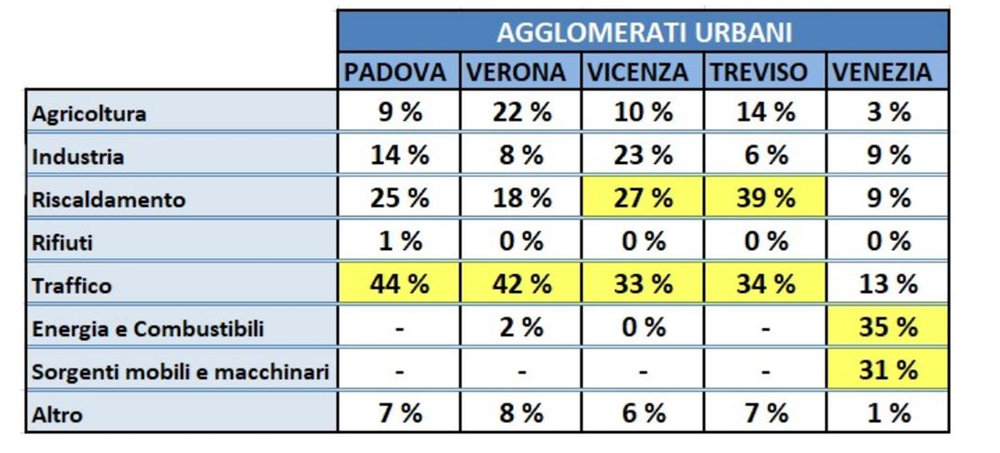 AGGLOMERATI URBANI
PADOVA VERONA VICENZA TREVISO VENEZIA
Agricoltura 9 % 22 % 10 % 14 % 3 %
Industria 14 % 8 % 23 % 6 % 9 %
Riscaldamento 25 % 18 % 27 % 39 % 9 %
Rifiuti 1 % 0 % 0 % 0 % 0 %
Traffico 44 % 42 % 33 % 34 % 13 %
Energia e Combustibili - 2 % 0 % - 35 %
Sorgenti mobili e macchinari - - - - 31 %
Altro 7 % 8 % 6 % 7 % 1 %